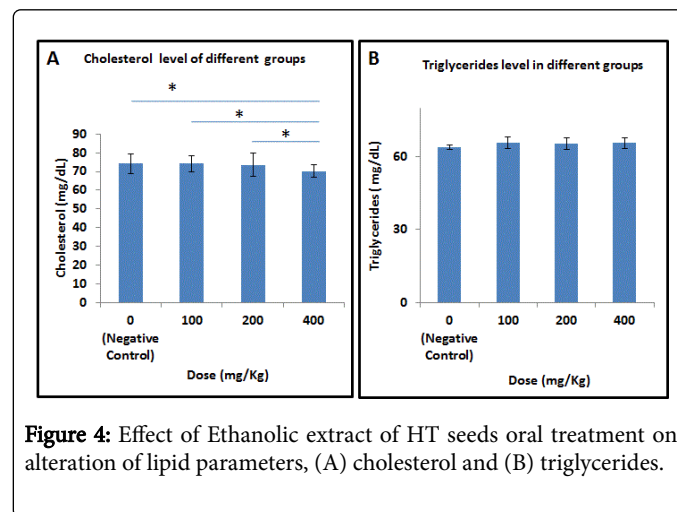 A
Cholesterol level of different groups
*
*
*
Cholesterol (mg/dL)
90
80
70
60
50
40
30
20
10
0
0 100 200 400
(Negative
Control)
Dose (mg/Kg)
B
Triglycerides level in different groups
Triglycerides ( mg/dL)
60
30
0
0 100 200 400
(Negative
Control)
Dose (mg/Kg)
Figure 4: Effect of Ethanolic extract of HT seeds oral treatment on
alteration of lipid parameters, (A) cholesterol and (B) triglycerides.